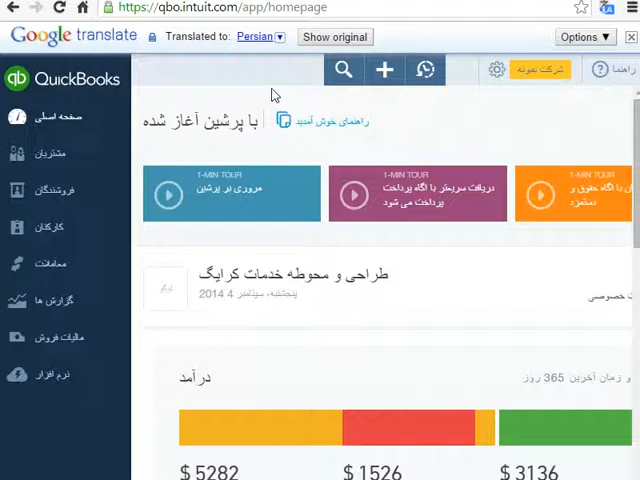 https://qbo.intuit.com/app/homepage
Google translate
Translated to: Persian
Show original
Options ▼
qb QuickBooks
شرکت نمونه
راهنما
صفحه اصلی
مشتریان
فروشندگان
کارکنان
معاملات
گزارش ها
مالیات فروش
نرم افزار
با پرشین آغاز شده
راهنمای خوش آمدید
1-MIN TOUR
مروری بر پرشین
1-MIN TOUR
دریافت سریعتر با آگاه پرداخت
پرداخت می شود
1-MIN TOUR
با آگاه حقوق و
دستمزد
طراحی و محوطه خدمات کرایگ
پنجشنبه، سپتامبر 4 2014
لوگو
خصوصی
درآمد
و زمان آخرین 365 روز
$ 5282
$ 1526
$ 3136